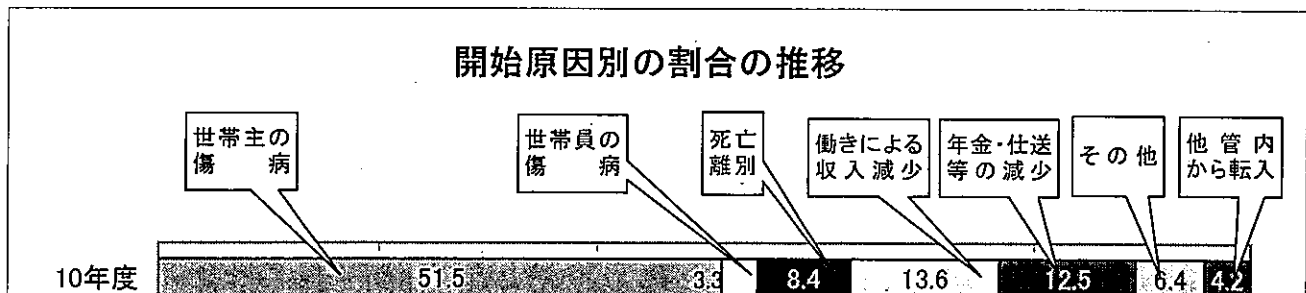 開始原因別の割合の推移
世帯主の
傷病
世帯員の
傷病
死亡
離別
働きによる
収入減少
年金・仕送
等の減少
その他
他管内
から転入
10年度 51.5 3.3 8.4 13.6 12.5 6.4 4.2